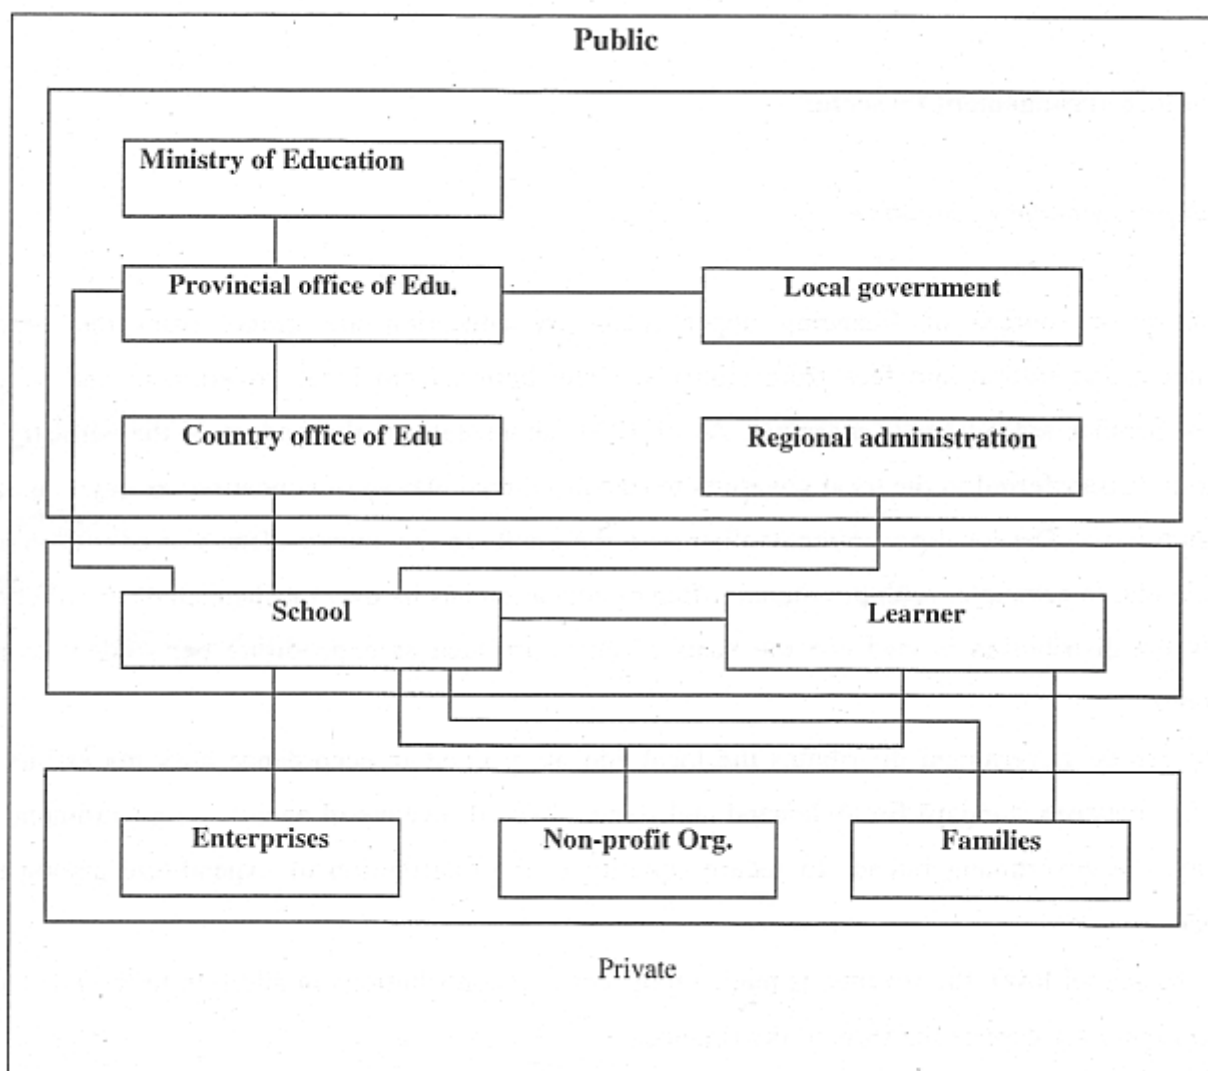 Public
Ministry of Education
Provincial office of Edu.
Local government
Country office of Edu
Regional administration
School
Learner
Enterprises
Non-profit Org.
Families
Private